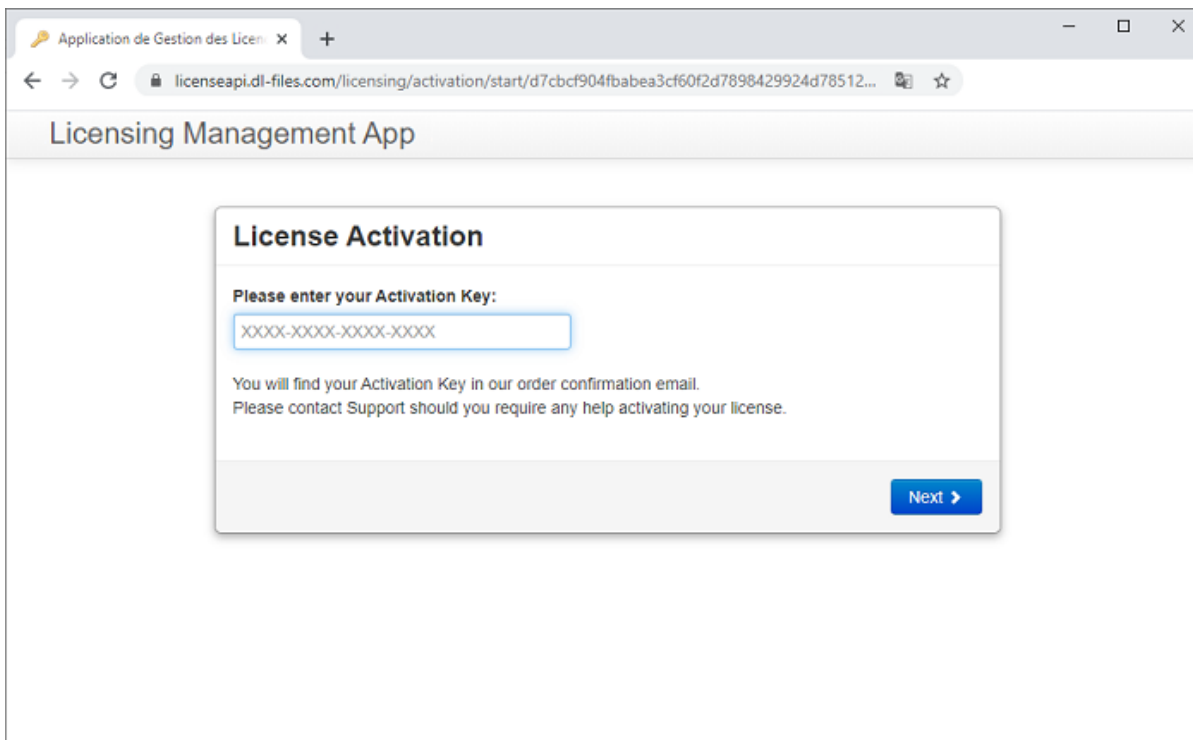 Application de Gestion des Licen
licenseapi.dl-files.com/licensing/activation/start/d7cbcf904fbabea3cf60f2d7898429924d78512...
Licensing Management App
License Activation
Please enter your Activation Key:
XXXX-XXXX-XXXX-XXXX
You will find your Activation Key in our order confirmation email.
Please contact Support should you require any help activating your license.
Next